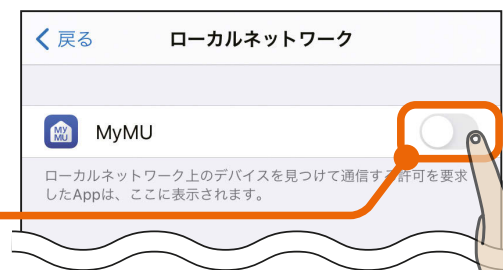 戻る
ローカルネットワーク
MY
MU
MyMU
ローカルネットワーク上のデバイスを見つけて通信する許可を要求
したAppは、ここに表示されます。